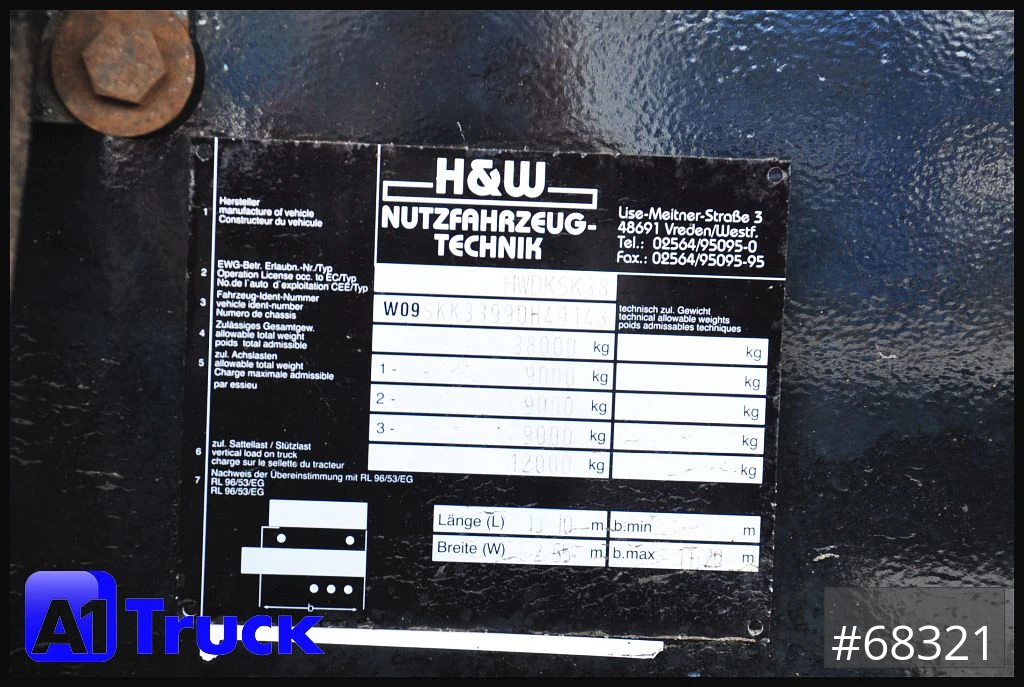 H&W
NUTZFAHRZEUG-
TECHNIK
Lise-Meitner-Straße 3
48691 Vreden/Westf.
Tel.: 02564/95095-0
Fax.: 02564/95095-95
1 Hersteller
manufacture of vehicle
Constructeur du vehicule
2 EWG-Betr. Erlaubn.-Nr./Typ
Operation License occ. to EC/Typ
No.de l'auto d'exploitation CEE/Typ
HWDKSK38
3 Fahrzeug-Ident-Nummer
vehicle ident-number
Numero de chassis
W09
technisch zul. Gewicht
technical allowable weights
poids admissables techniques
4 Zulässiges Gesamtgew.
allowable total weight
poids total admissible
38000 kg kg
5 zul. Achslasten
allowable total weight
Charge maximale admissible
par essieu
1 - 9000 kg kg
2 - 9000 kg kg
3 - 9000 kg kg
6 zul. Sattellast / Stützlast
vertical load on truck
charge sur le sellette du tracteur
12000 kg kg
7 Nachweis der Übereinstimmung mit RL 96/53/EG
RL 96/53/EG
RL 96/53/EG
Länge (L) m b.min m
Breite (W) m b.max m
b
A1 Truck
#68321